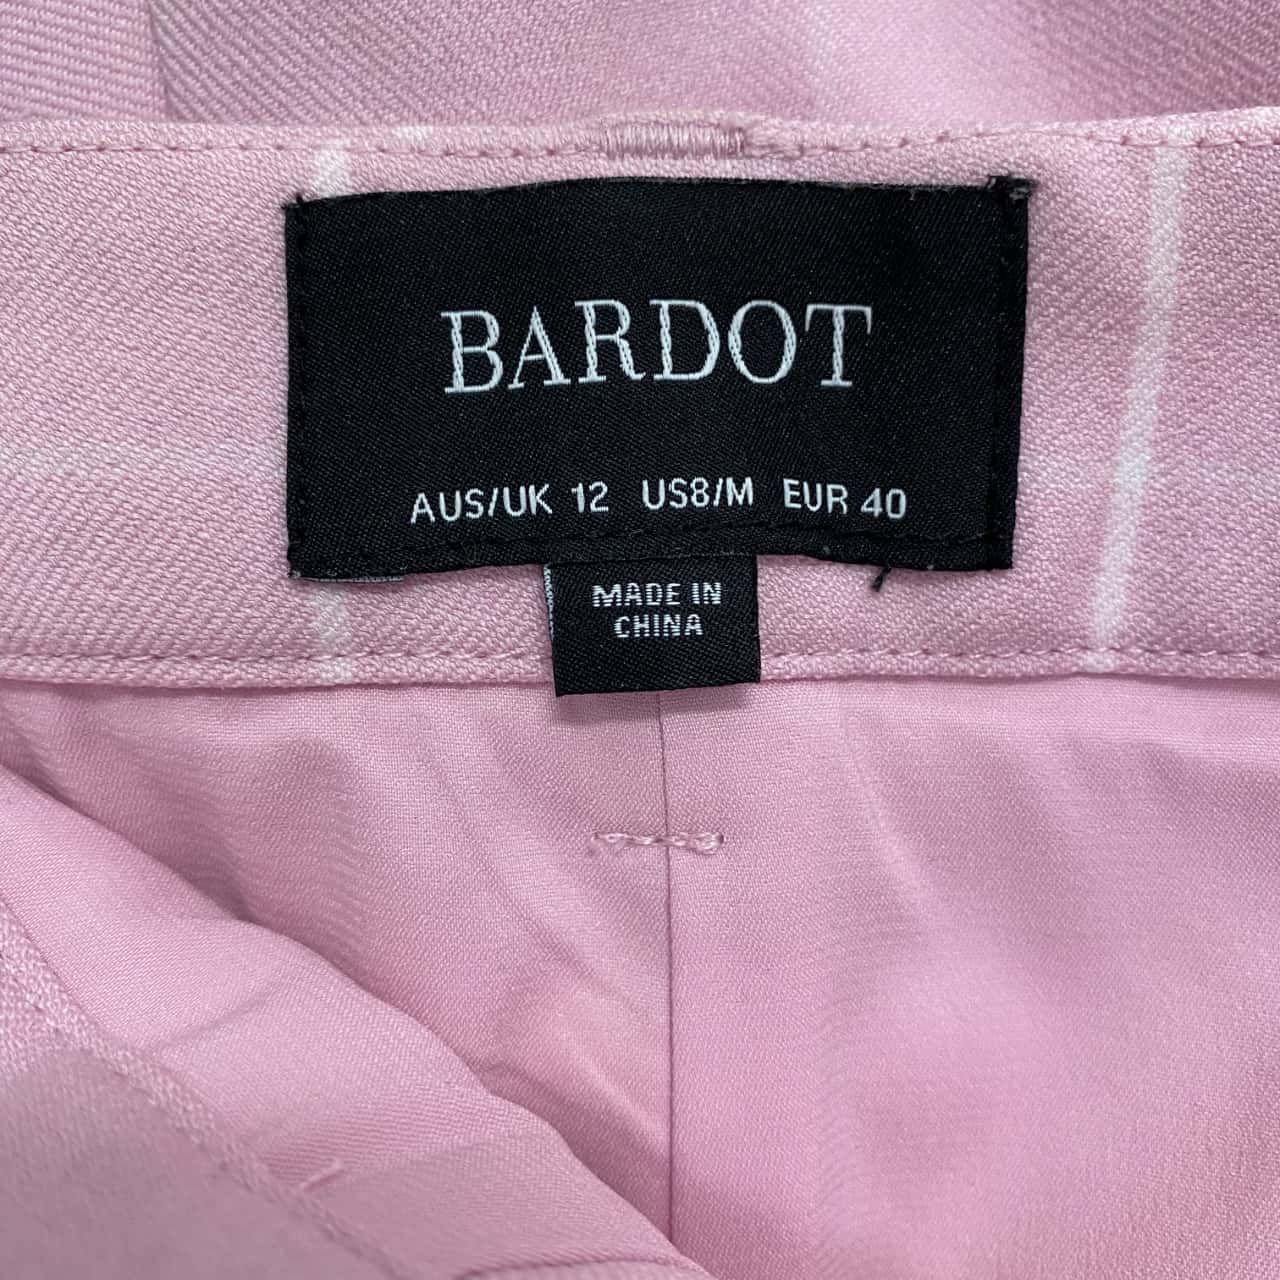 BARDOT
AUS/UK 12 US8/M EUR 40
MADE IN
CHINA